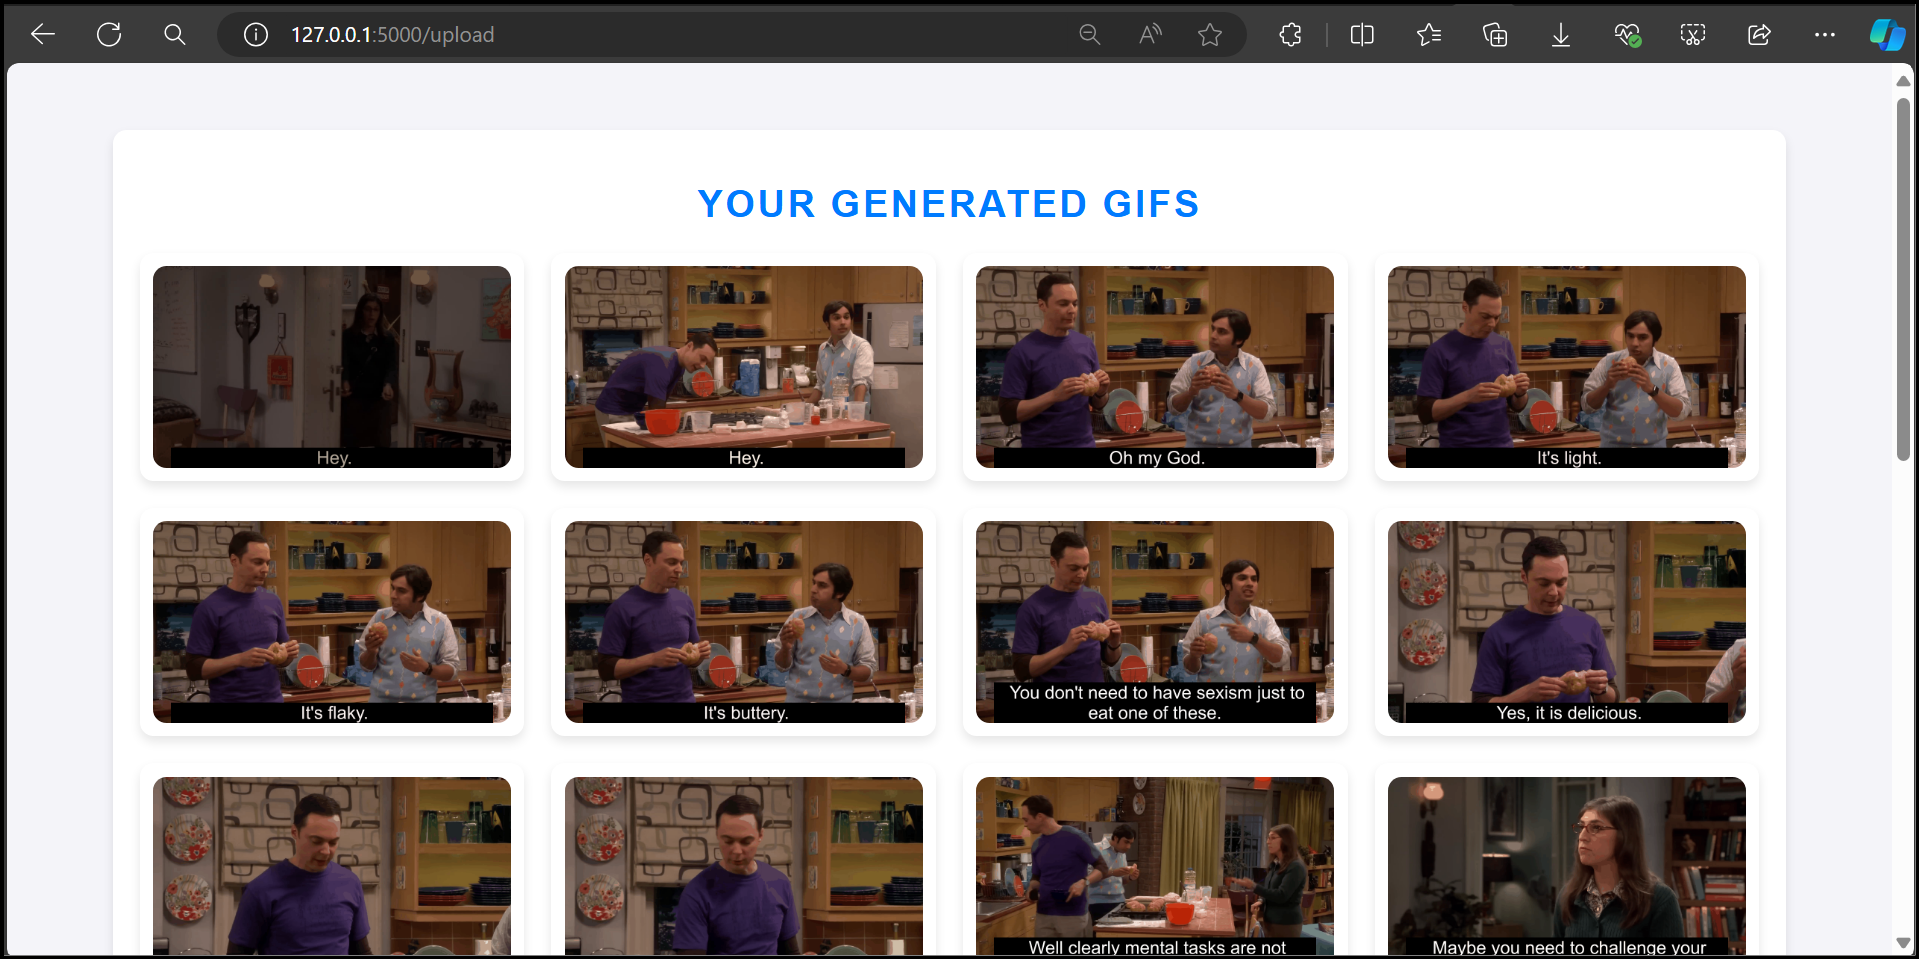 127.0.0.1:5000/upload
YOUR GENERATED GIFS
Hey.
Hey.
Oh my God.
It's light.
It's flaky.
It's buttery.
You don't need to have sexism just to
eat one of these.
Yes, it is delicious.
Well clearly mental tasks are not
Maybe you need to challenge your